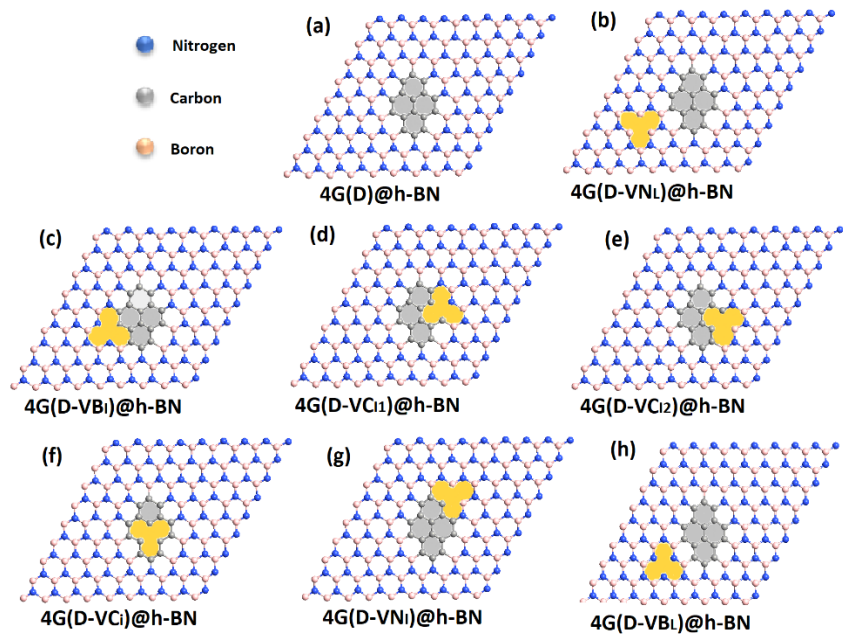 Nitrogen
Carbon
Boron
(a)
4G(D)@h-BN
(b)
4G(D-VNL)@h-BN
(c)
4G(D-VBI)@h-BN
(d)
4G(D-VCI1)@h-BN
(e)
4G(D-VCI2)@h-BN
(f)
4G(D-VCi)@h-BN
(g)
4G(D-VNI)@h-BN
(h)
4G(D-VBL)@h-BN